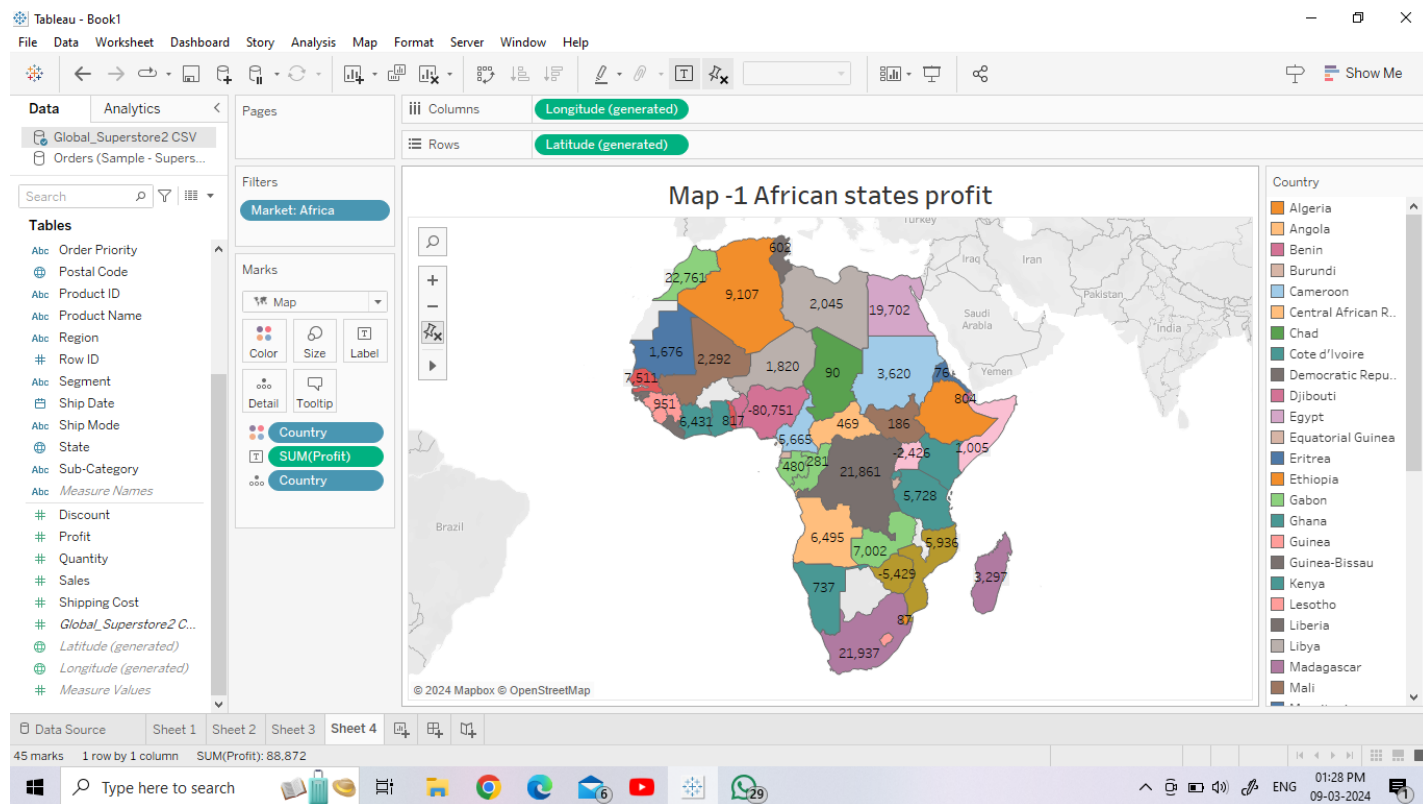 Tableau - Book1
File Data Worksheet Dashboard Story Analysis Map Format Server Window Help
Show Me
Data Analytics
Global_Superstore2 CSV
Orders (Sample - Supers...
Search
Tables
Abc Order Priority
Postal Code
Abc Product ID
Abc Product Name
Abc Region
# Row ID
Abc Segment
Ship Date
Abc Ship Mode
State
Abc Sub-Category
Abc Measure Names
# Discount
# Profit
# Quantity
# Sales
# Shipping Cost
# Global_Superstore2 C...
Latitude (generated)
Longitude (generated)
# Measure Values
Pages
Filters
Market: Africa
Marks
Map
Color Size Label
Detail Tooltip
Country
SUM(Profit)
Country
Columns Longitude (generated)
Rows Latitude (generated)
Map -1 African states profit
Turkey
602
Iraq Iran
22,761
9,107
2,045
19,702
Pakistan
Saudi
Arabia
India
1,676
2,292
1,820
90
3,620
76
Yemen
7,511
951
804
-80,751
6,431 817
469
186
5,665
-2,426
1,005
480 281
21,861
5,728
Brazil
6,495
7,002
5,936
-5,429
737
3,297
87
21,937
© 2024 Mapbox © OpenStreetMap
Country
Algeria
Angola
Benin
Burundi
Cameroon
Central African R..
Chad
Cote d'Ivoire
Democratic Repu..
Djibouti
Egypt
Equatorial Guinea
Eritrea
Ethiopia
Gabon
Ghana
Guinea
Guinea-Bissau
Kenya
Lesotho
Liberia
Libya
Madagascar
Mali
Data Source Sheet 1 Sheet 2 Sheet 3 Sheet 4
45 marks 1 row by 1 column SUM(Profit): 88,872
Type here to search
6
29
ENG
01:28 PM
09-03-2024
1